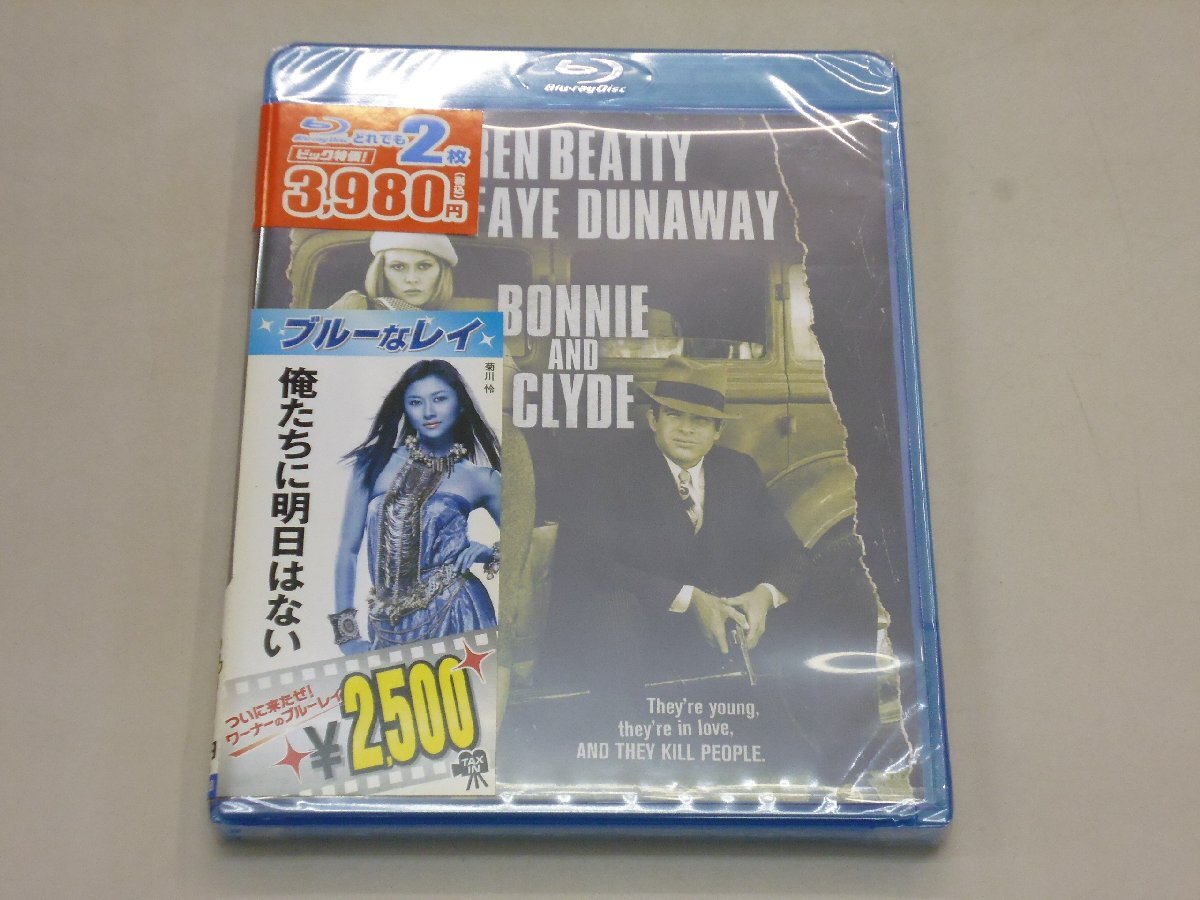 Blu-ray Disc
Blu-ray Disc どれでも2枚
ビック特価!
3,980円(税込)
BEATTY
FAYE DUNAWAY
BONNIE
AND
CLYDE
ブルーなレイ
菊川 怜
俺たちに明日はない
ついに来たぜ!
ワーナーのブルーレイ
¥2,500
TAX
IN
They're young,
they're in love,
AND THEY KILL PEOPLE.